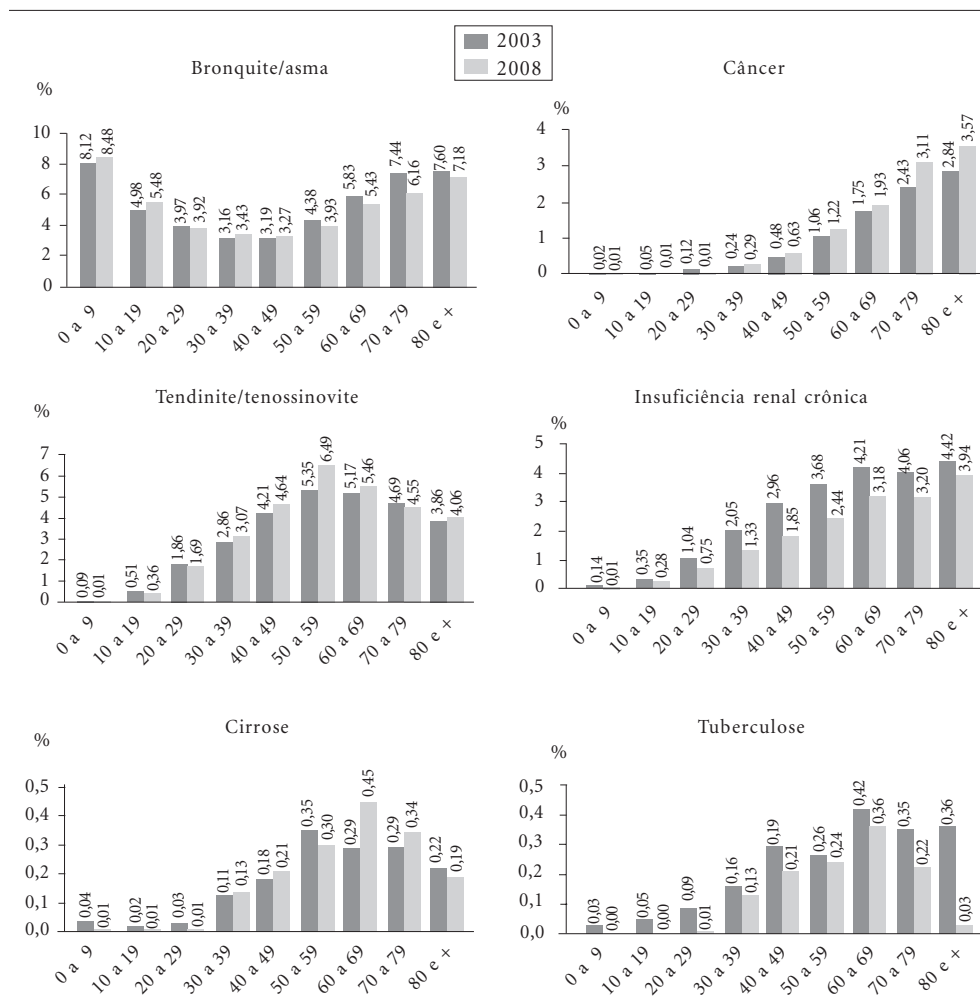 2003
2008
Bronquite/asma
%
10
8
6
4
2
0
8,12 8,48 4,98 5,48 3,97 3,92 3,16 3,43 3,19 3,27 4,38 3,93 5,83 5,43 7,44 6,16 7,60 7,18
0 a 9 10 a 19 20 a 29 30 a 39 40 a 49 50 a 59 60 a 69 70 a 79 80 e +
Câncer
%
4
3
2
1
0
0,02 0,01 0,05 0,01 0,12 0,01 0,24 0,29 0,48 0,63 1,06 1,22 1,75 1,93 2,43 3,11 2,84 3,57
0 a 9 10 a 19 20 a 29 30 a 39 40 a 49 50 a 59 60 a 69 70 a 79 80 e +
Tendinite/tenossinovite
%
7
6
5
4
3
2
1
0
0,09 0,01 0,51 0,36 1,86 1,69 2,86 3,07 4,21 4,64 5,35 6,49 5,17 5,46 4,69 4,55 3,86 4,06
0 a 9 10 a 19 20 a 29 30 a 39 40 a 49 50 a 59 60 a 69 70 a 79 80 e +
Insuficiência renal crônica
%
5
4
3
2
1
0
0,14 0,01 0,35 0,28 1,04 0,75 2,05 1,33 2,96 1,85 3,68 2,44 4,21 3,18 4,06 3,20 4,42 3,94
0 a 9 10 a 19 20 a 29 30 a 39 40 a 49 50 a 59 60 a 69 70 a 79 80 e +
Cirrose
%
0,5
0,4
0,3
0,2
0,1
0,0
0,04 0,01 0,02 0,01 0,03 0,01 0,11 0,13 0,18 0,21 0,35 0,30 0,29 0,45 0,29 0,34 0,22 0,19
0 a 9 10 a 19 20 a 29 30 a 39 40 a 49 50 a 59 60 a 69 70 a 79 80 e +
Tuberculose
%
0,5
0,4
0,3
0,2
0,1
0,0
0,03 0,00 0,05 0,00 0,09 0,01 0,16 0,13 0,19 0,21 0,26 0,24 0,42 0,36 0,35 0,22 0,36 0,03
0 a 9 10 a 19 20 a 29 30 a 39 40 a 49 50 a 59 60 a 69 70 a 79 80 e +